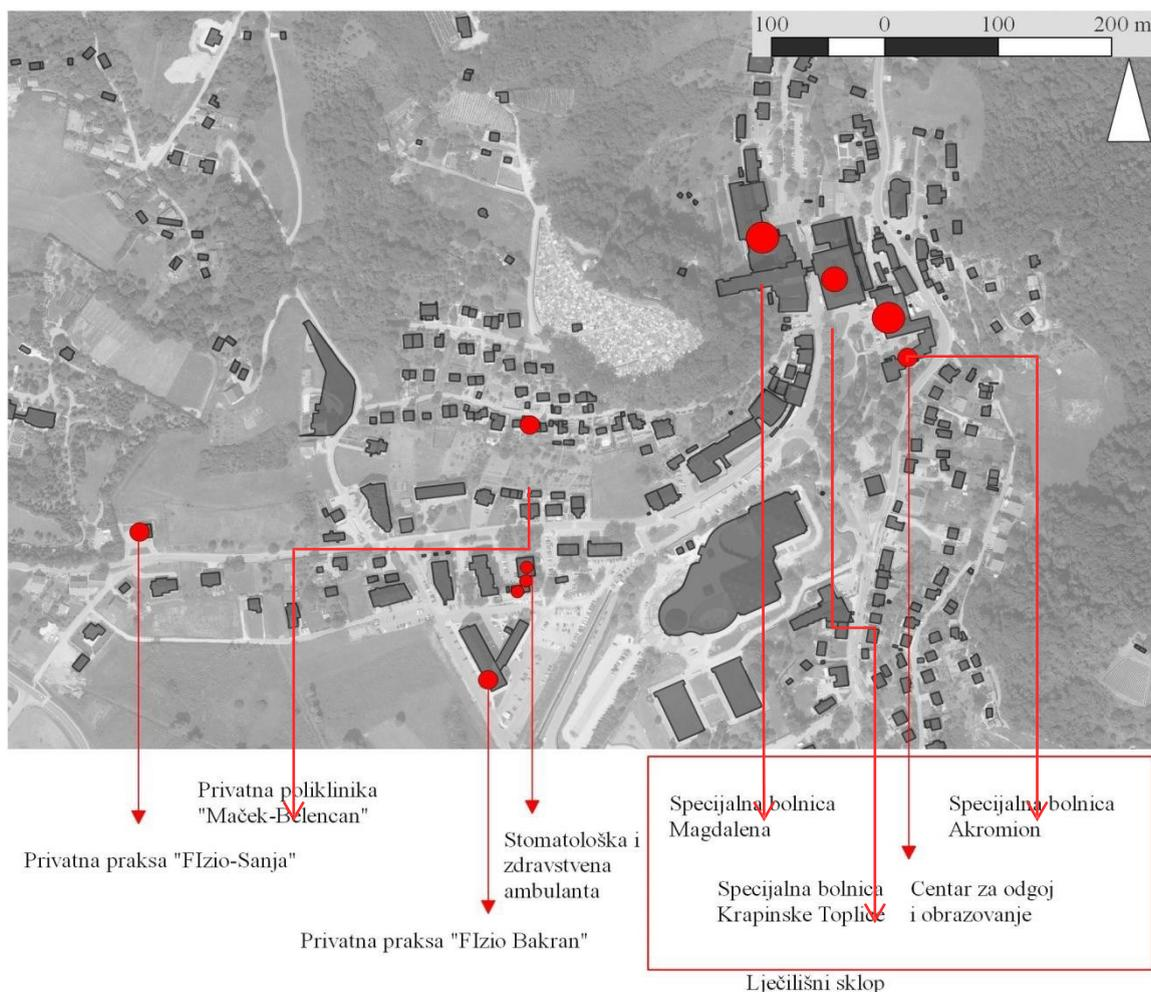 100 0 100 200 m
Privatna poliklinika
"Maček-Belencan"
Privatna praksa "FIzio-Sanja"
Stomatološka i
zdravstvena
ambulanta
Privatna praksa "FIzio Bakran"
Specijalna bolnica
Magdalena
Specijalna bolnica
Akromion
Specijalna bolnica
Krapinske Toplice
Centar za odgoj
i obrazovanje
Lječilišni sklop